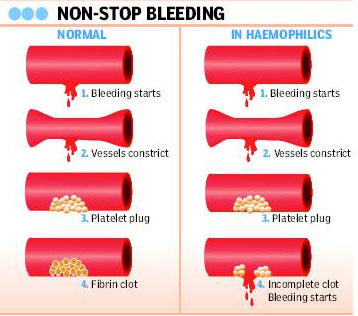 NON-STOP BLEEDING
NORMAL
1. Bleeding starts
2. Vessels constrict
3. Platelet plug
4. Fibrin clot
IN HAEMOPHILICS
1. Bleeding starts
2. Vessels constrict
3. Platelet plug
4. Incomplete clot
Bleeding starts